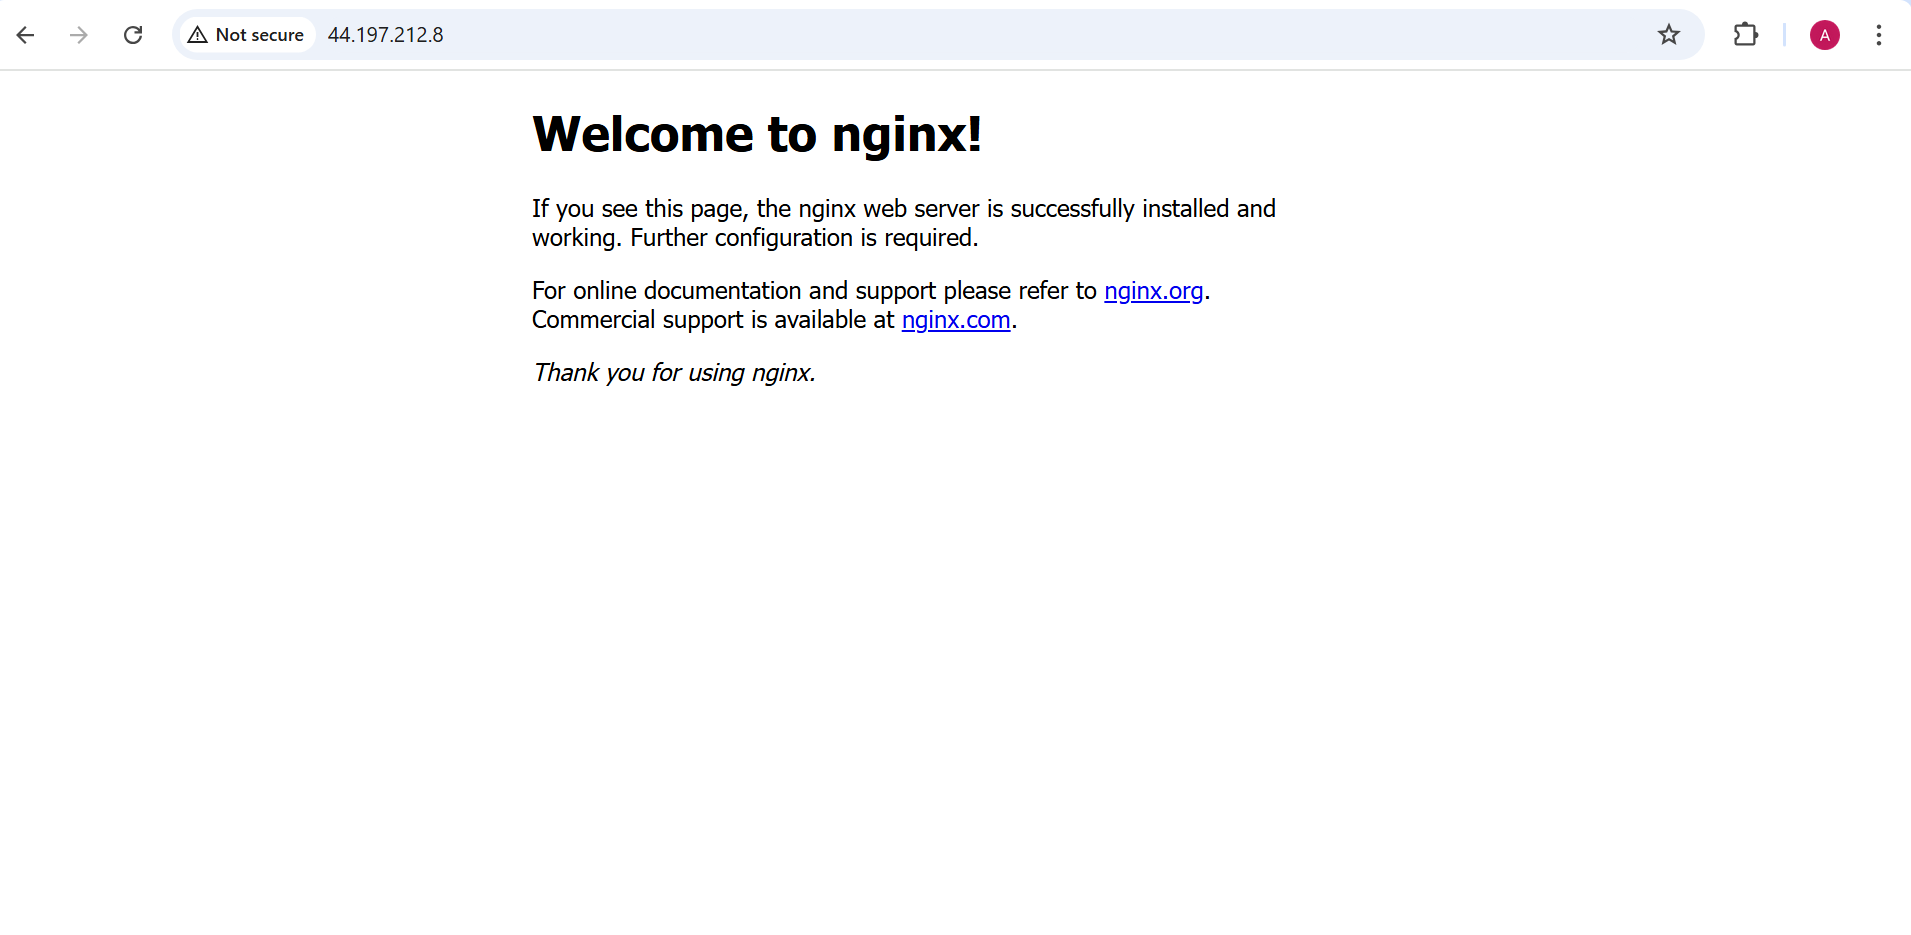 Not secure 44.197.212.8
A
Welcome to nginx!
If you see this page, the nginx web server is successfully installed and
working. Further configuration is required.
For online documentation and support please refer to nginx.org.
Commercial support is available at nginx.com.
Thank you for using nginx.